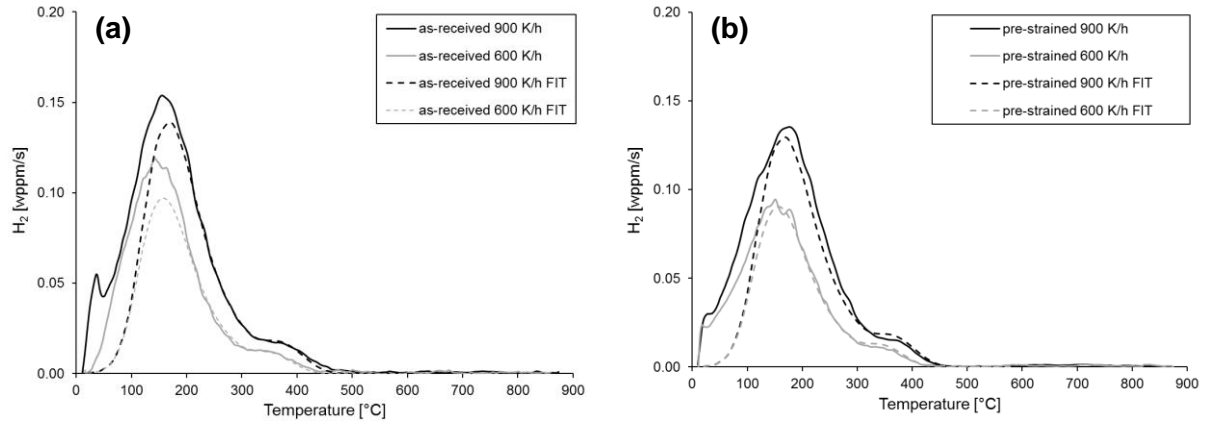 (a)
as-received 900 K/h
as-received 600 K/h
as-received 900 K/h FIT
as-received 600 K/h FIT
H₂ [wppm/s]
0.20
0.15
0.10
0.05
0.00
0 100 200 300 400 500 600 700 800 900
Temperature [°C]
(b)
pre-strained 900 K/h
pre-strained 600 K/h
pre-strained 900 K/h FIT
pre-strained 600 K/h FIT
H₂ [wppm/s]
0.20
0.15
0.10
0.05
0.00
0 100 200 300 400 500 600 700 800 900
Temperature [°C]